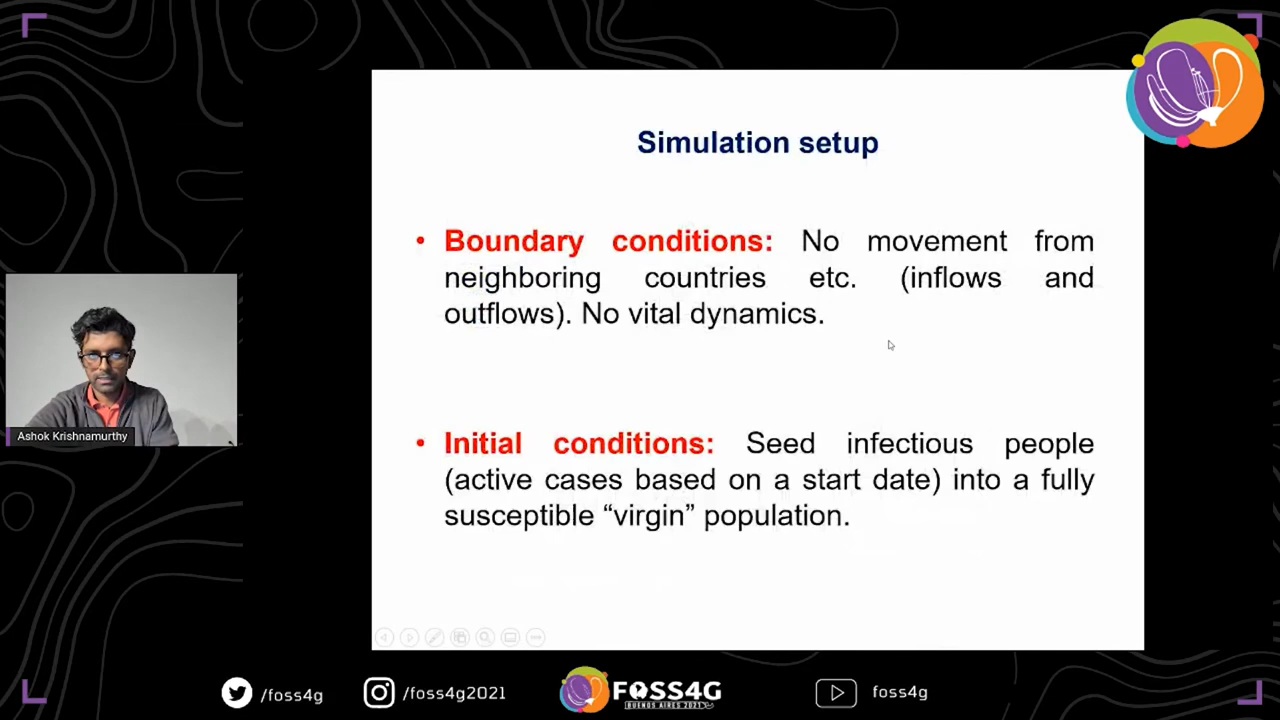 Simulation setup
• Boundary conditions: No movement from
neighboring countries etc. (inflows and
outflows). No vital dynamics.
• Initial conditions: Seed infectious people
(active cases based on a start date) into a fully
susceptible “virgin” population.
Ashok Krishnamurthy
/foss4g
/foss4g2021
FOSS4G
BUENOS AIRES 2021
foss4g